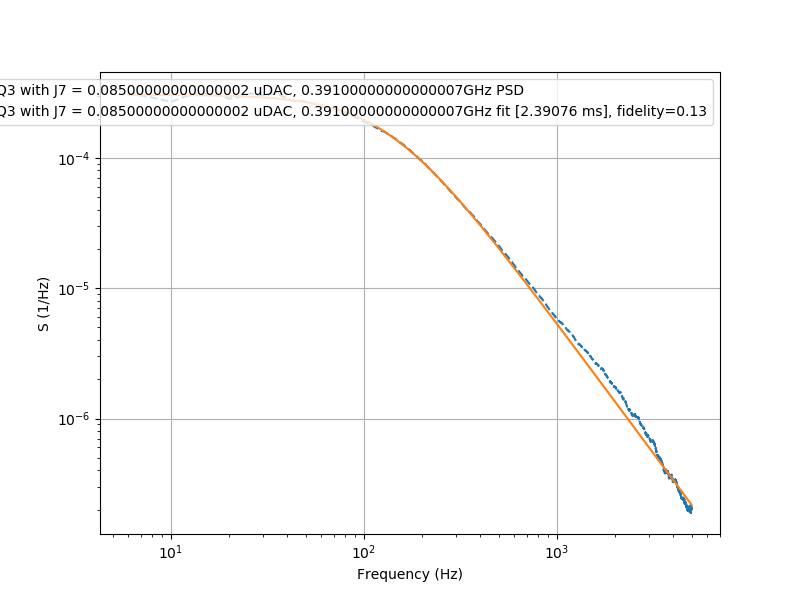 Q3 with J7 = 0.08500000000000002 uDAC, 0.39100000000000007GHz PSD
Q3 with J7 = 0.08500000000000002 uDAC, 0.39100000000000007GHz fit [2.39076 ms], fidelity=0.13
10⁻⁴
10⁻⁵
10⁻⁶
S (1/Hz)
10¹ 10² 10³
Frequency (Hz)